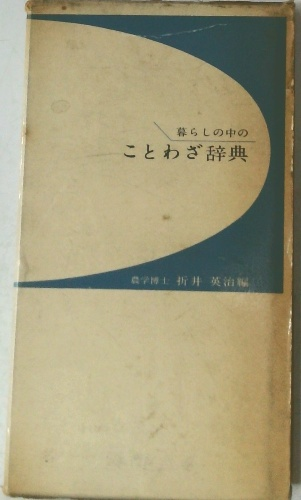 暮らしの中の
ことわざ辞典
農学博士 折井 英治編